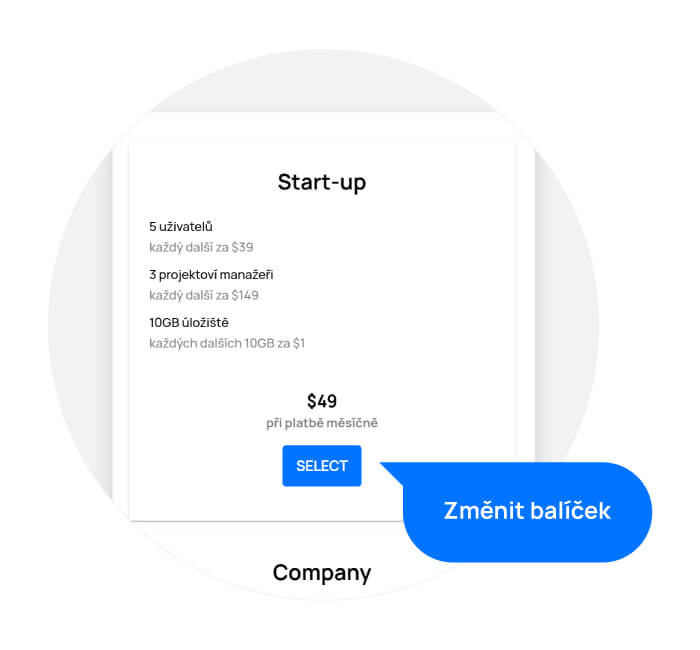 Start-up
5 uživatelů
každý další za $39
3 projektoví manažeři
každý další za $149
10GB úložiště
každých dalších 10GB za $1
$49
při platbě měsíčně
SELECT
Změnit balíček
Company